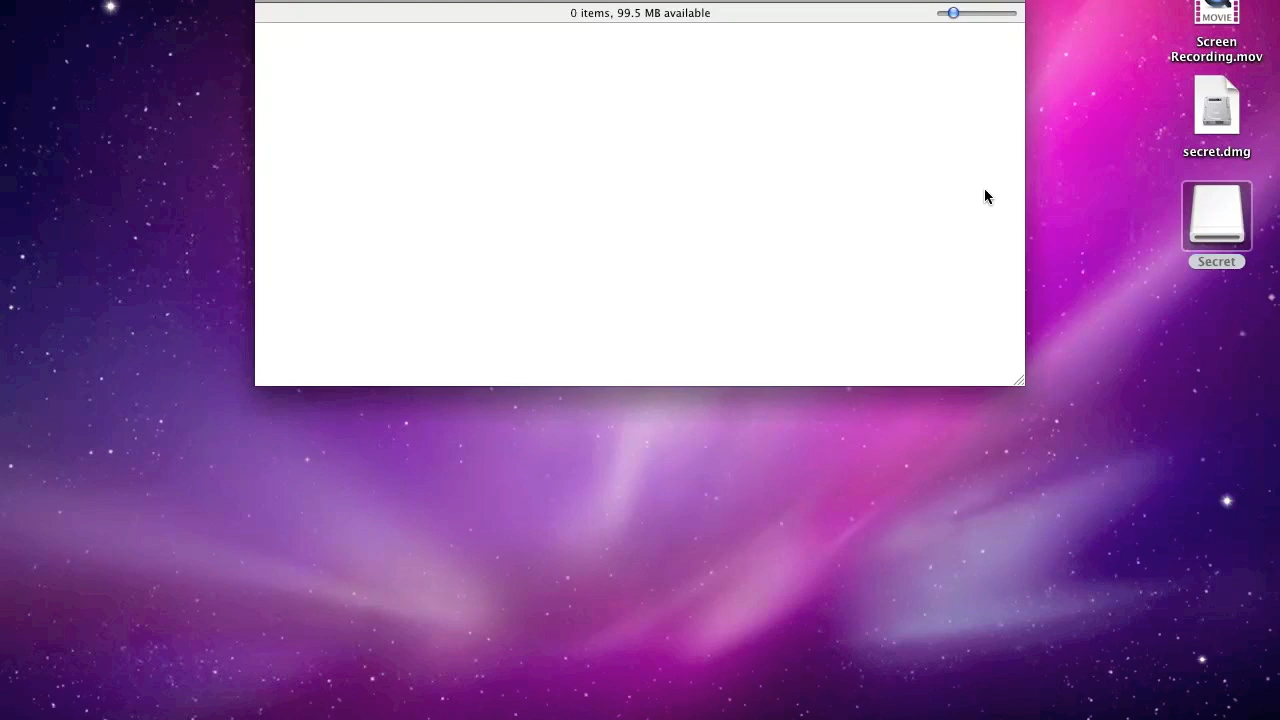 0 items, 99.5 MB available
MOVIE
Screen
Recording.mov
secret.dmg
Secret